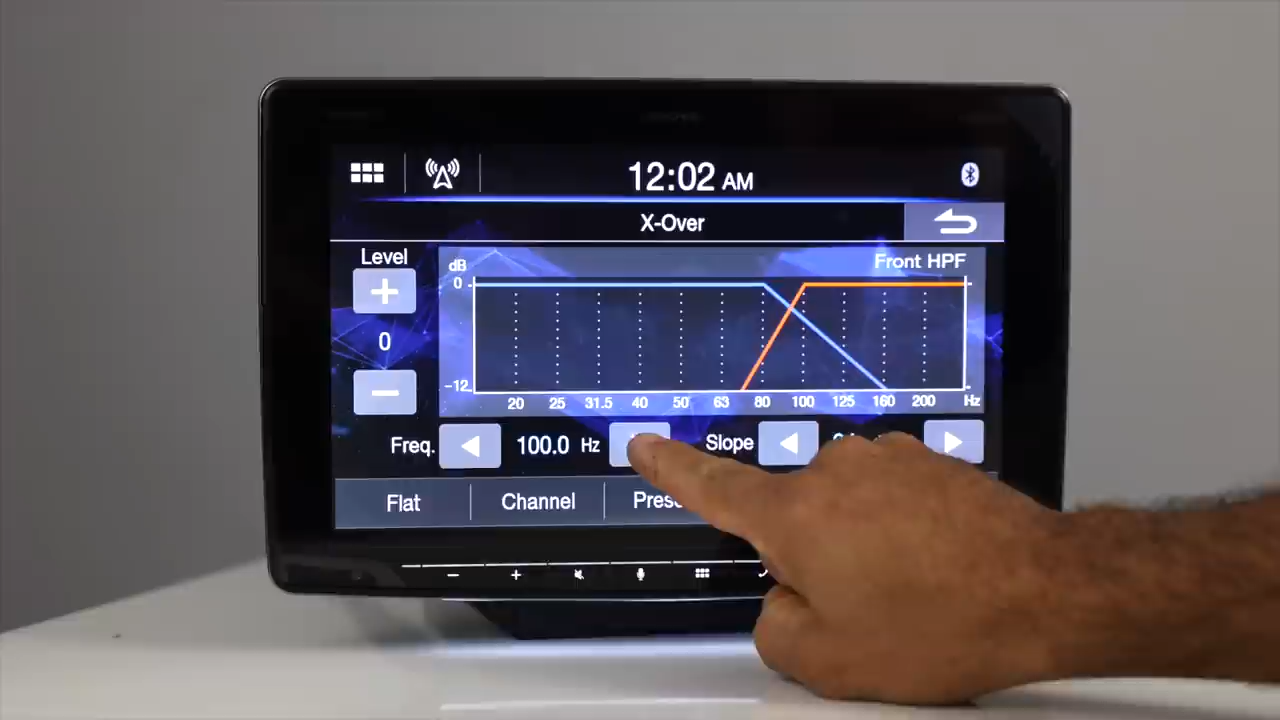 12:02 AM
X-Over
Level
+
0
−
dB
Front HPF
0
−12
20 25 31.5 40 50 63 80 100 125 160 200 Hz
Freq. 100.0 Hz Slope
Flat Channel
− +